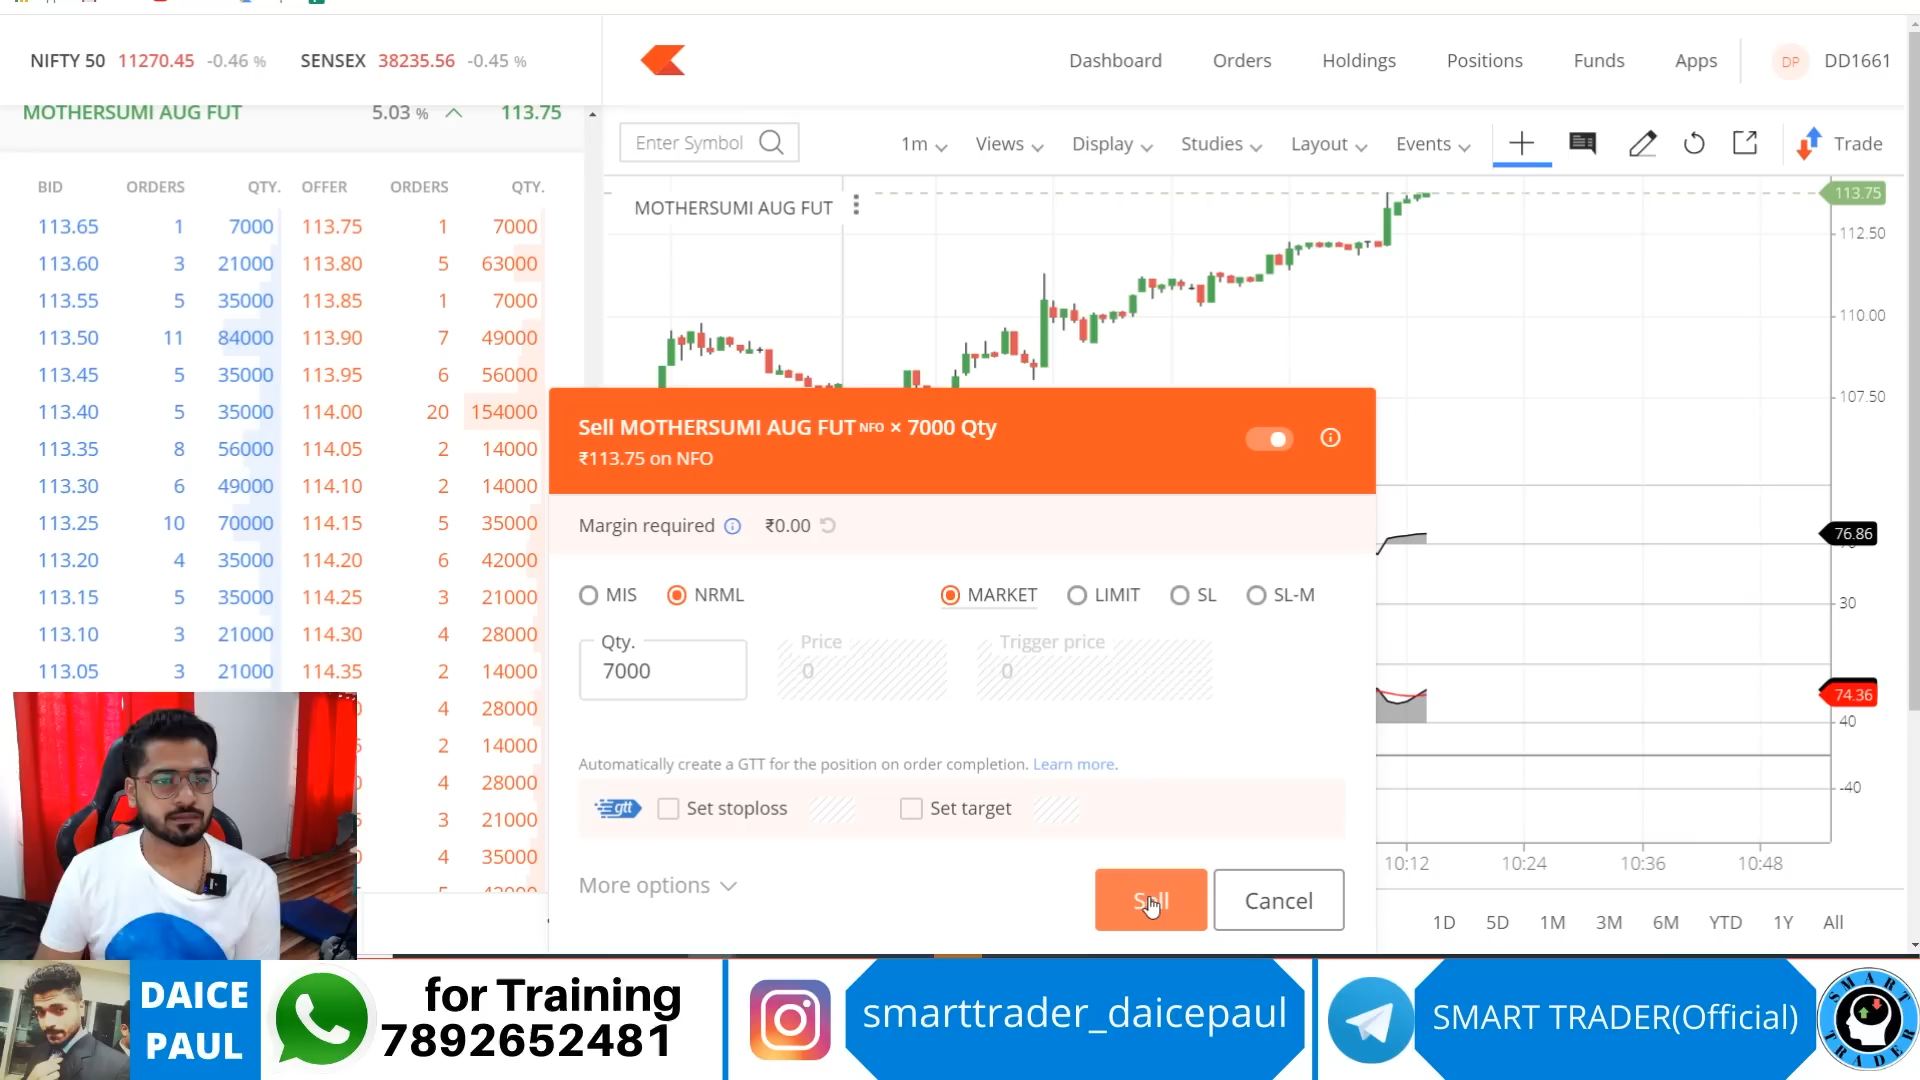 NIFTY 50 11270.45 -0.46 % SENSEX 38235.56 -0.45 %
Dashboard Orders Holdings Positions Funds Apps DP DD1661
MOTHERSUMI AUG FUT 5.03 % 113.75
Enter Symbol 1m Views Display Studies Layout Events Trade
BID ORDERS QTY. OFFER ORDERS QTY.
113.65 1 7000 113.75 1 7000
113.60 3 21000 113.80 5 63000
113.55 5 35000 113.85 1 7000
113.50 11 84000 113.90 7 49000
113.45 5 35000 113.95 6 56000
113.40 5 35000 114.00 20 154000
113.35 8 56000 114.05 2 14000
113.30 6 49000 114.10 2 14000
113.25 10 70000 114.15 5 35000
113.20 4 35000 114.20 6 42000
113.15 5 35000 114.25 3 21000
113.10 3 21000 114.30 4 28000
113.05 3 21000 114.35 2 14000
4 28000
2 14000
4 28000
3 21000
4 35000
MOTHERSUMI AUG FUT
113.75
112.50
110.00
107.50
76.86
30
74.36
40
-40
10:12 10:24 10:36 10:48
1D 5D 1M 3M 6M YTD 1Y All
Sell MOTHERSUMI AUG FUT NFO × 7000 Qty
₹113.75 on NFO
Margin required ₹0.00
MIS NRML MARKET LIMIT SL SL-M
Qty. Price Trigger price
7000 0 0
Automatically create a GTT for the position on order completion. Learn more.
gtt Set stoploss Set target
More options Sell Cancel
DAICE
PAUL
for Training
7892652481
smarttrader_daicepaul
SMART TRADER(Official)
SMART
TRADER